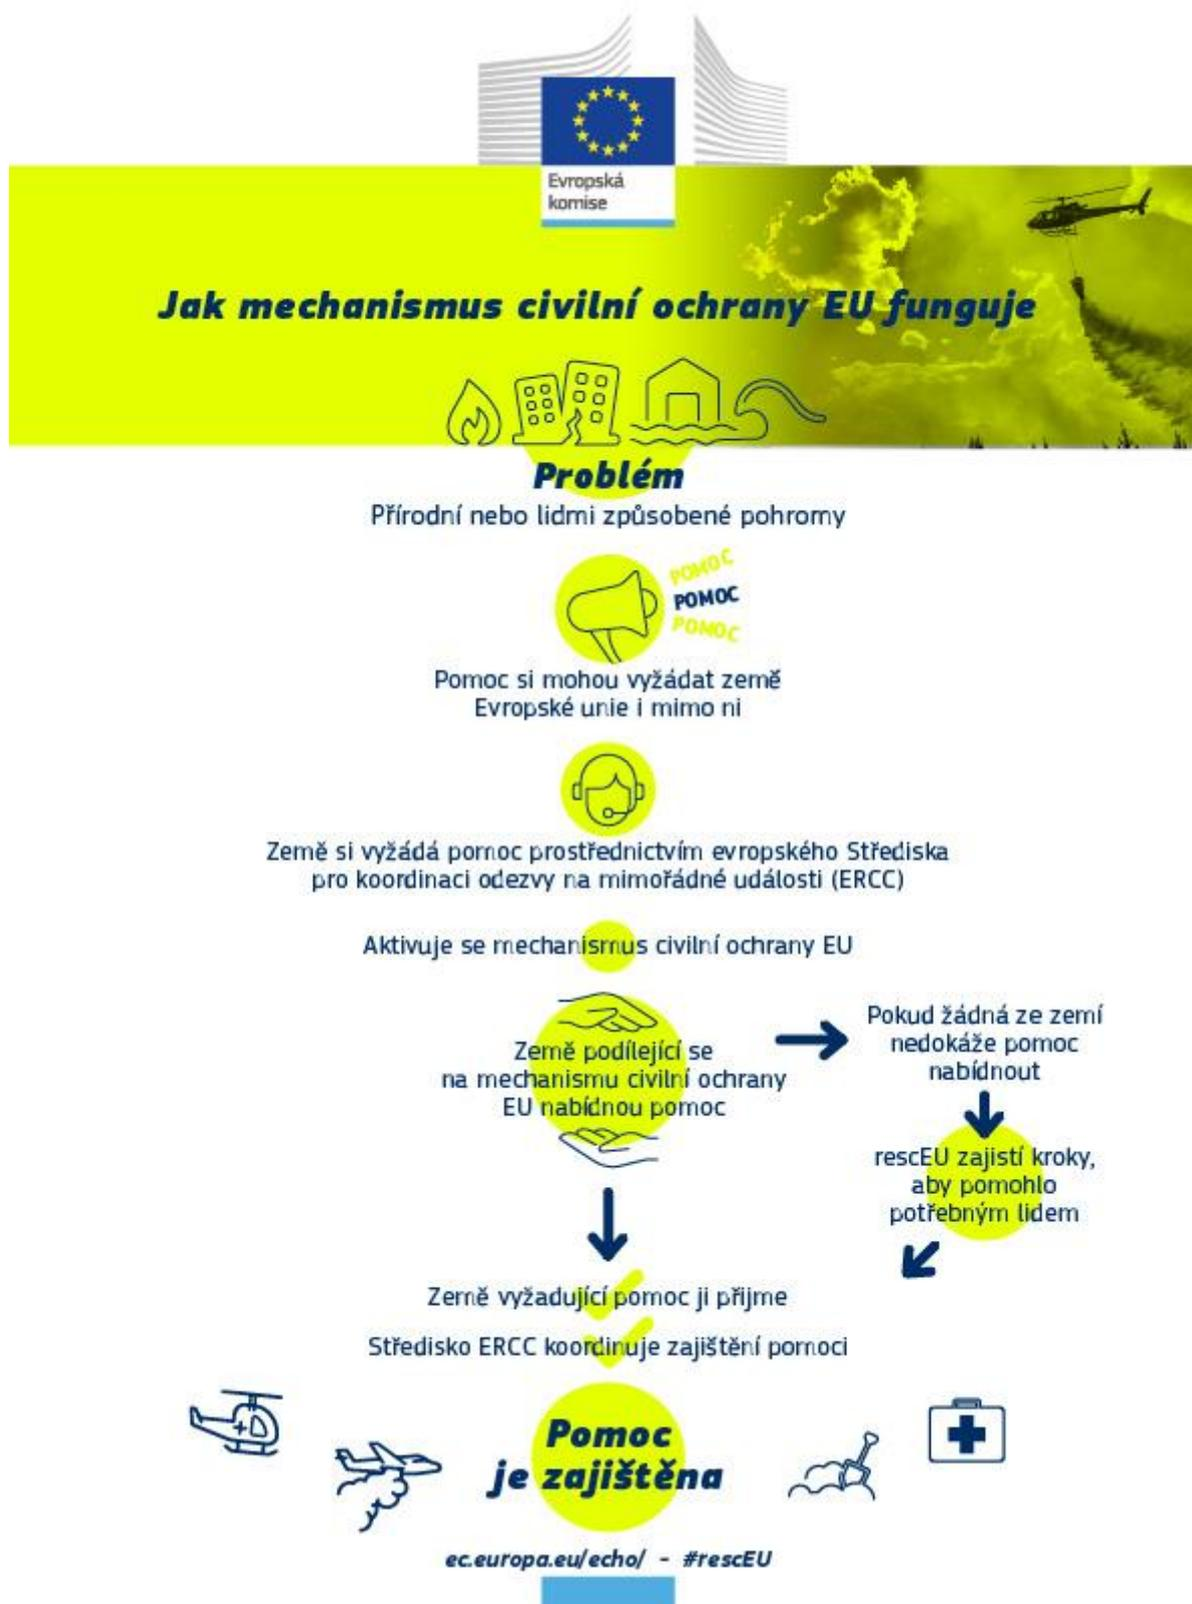 Evropská
komise
Jak mechanismus civilní ochrany EU funguje
Problém
Přírodní nebo lidmi způsobené pohromy
POMOC
POMOC
POMOC
Pomoc si mohou vyžádat země
Evropské unie i mimo ni
Země si vyžádá pomoc prostřednictvím evropského Střediska
pro koordinaci odezvy na mimořádné události (ERCC)
Aktivuje se mechanismus civilní ochrany EU
Země podílející se
na mechanismu civilní ochrany
EU nabídnou pomoc
Pokud žádná ze zemí
nedokáže pomoc
nabídnout
rescEU zajistí kroky,
aby pomohlo
potřebným lidem
Země vyžadující pomoc ji přijme
Středisko ERCC koordinuje zajištění pomoci
Pomoc
je zajištěna
ec.europa.eu/echo/ - #rescEU